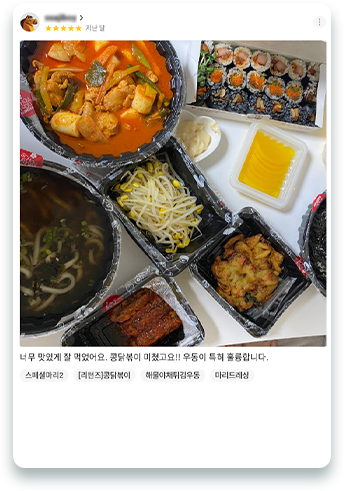 지난 달
너무 맛있게 잘 먹었어요. 콩닭볶이 미쳤고요!! 우동이 특히 훌륭합니다.
스페셜마리2
[리런즈]콩닭볶이
해물야채튀김우동
미리드레싱